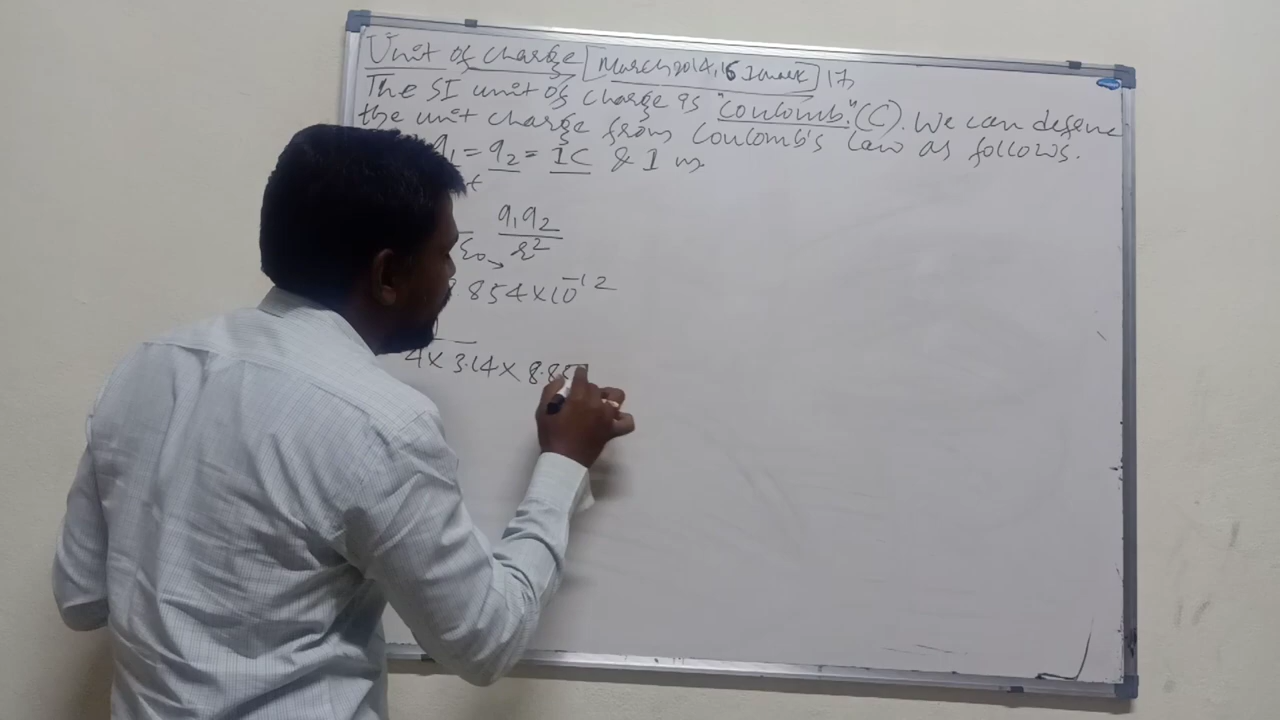 Unit of charge [March 2014, 16 1 mark] 17
The SI unit of charge is "Coulomb." (C). We can define
the unit charge from Coulomb's law as follows.
q₁ = q₂ = 1C & 1 m
q₁q₂
ε₀ r²
854 × 10⁻¹²
4 × 3.14 × 8.85